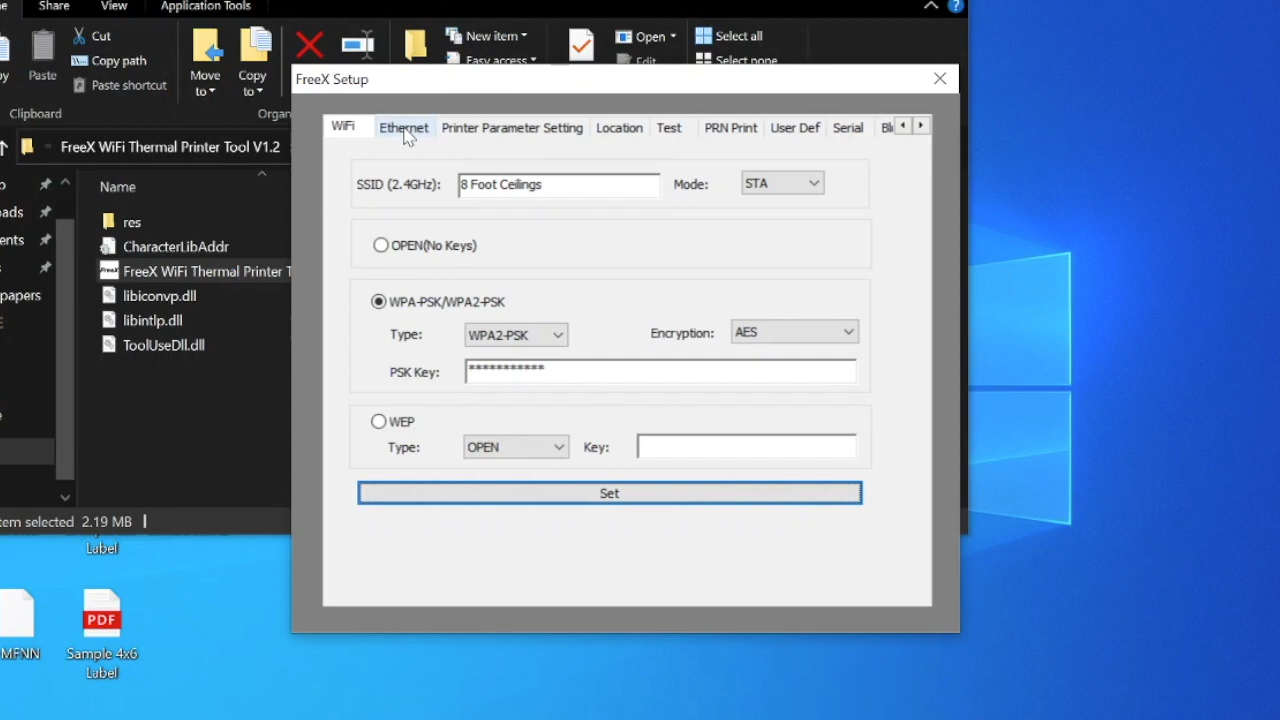 Share View Application Tools
Cut
Copy path
Paste shortcut
Paste
Move to
Copy to
New item
Easy access
Open
Edit
Select all
Select none
Clipboard
Organ
FreeX WiFi Thermal Printer Tool V1.2
Name
res
CharacterLibAddr
FreeX WiFi Thermal Printer T
libiconvp.dll
libintlp.dll
ToolUseDll.dll
tem selected 2.19 MB
FreeX Setup
WiFi Ethernet Printer Parameter Setting Location Test PRN Print User Def Serial Bl
SSID (2.4GHz): 8 Foot Ceilings Mode: STA
OPEN(No Keys)
WPA-PSK/WPA2-PSK
Type: WPA2-PSK Encryption: AES
PSK Key: ***********
WEP
Type: OPEN Key:
Set
Label
PDF
MFNN
Sample 4x6
Label